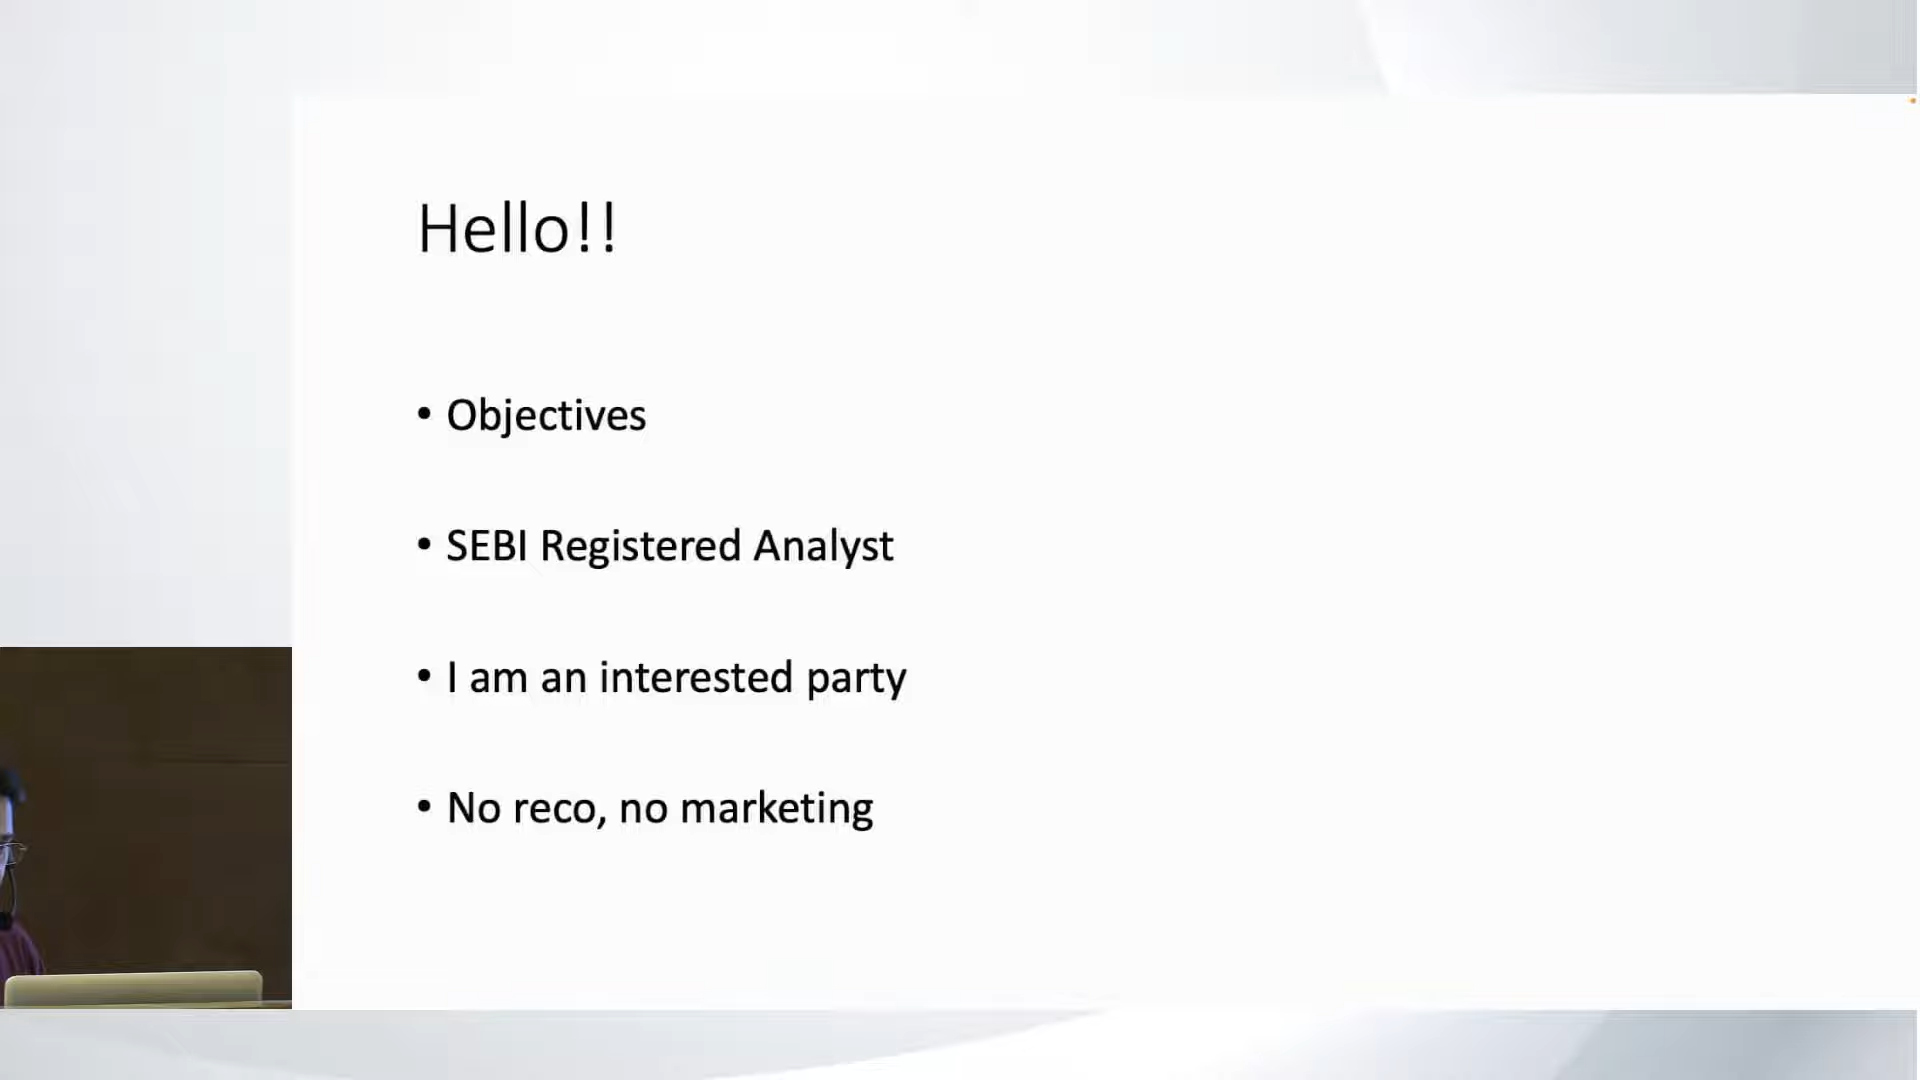 Hello!!
• Objectives
• SEBI Registered Analyst
• I am an interested party
• No reco, no marketing